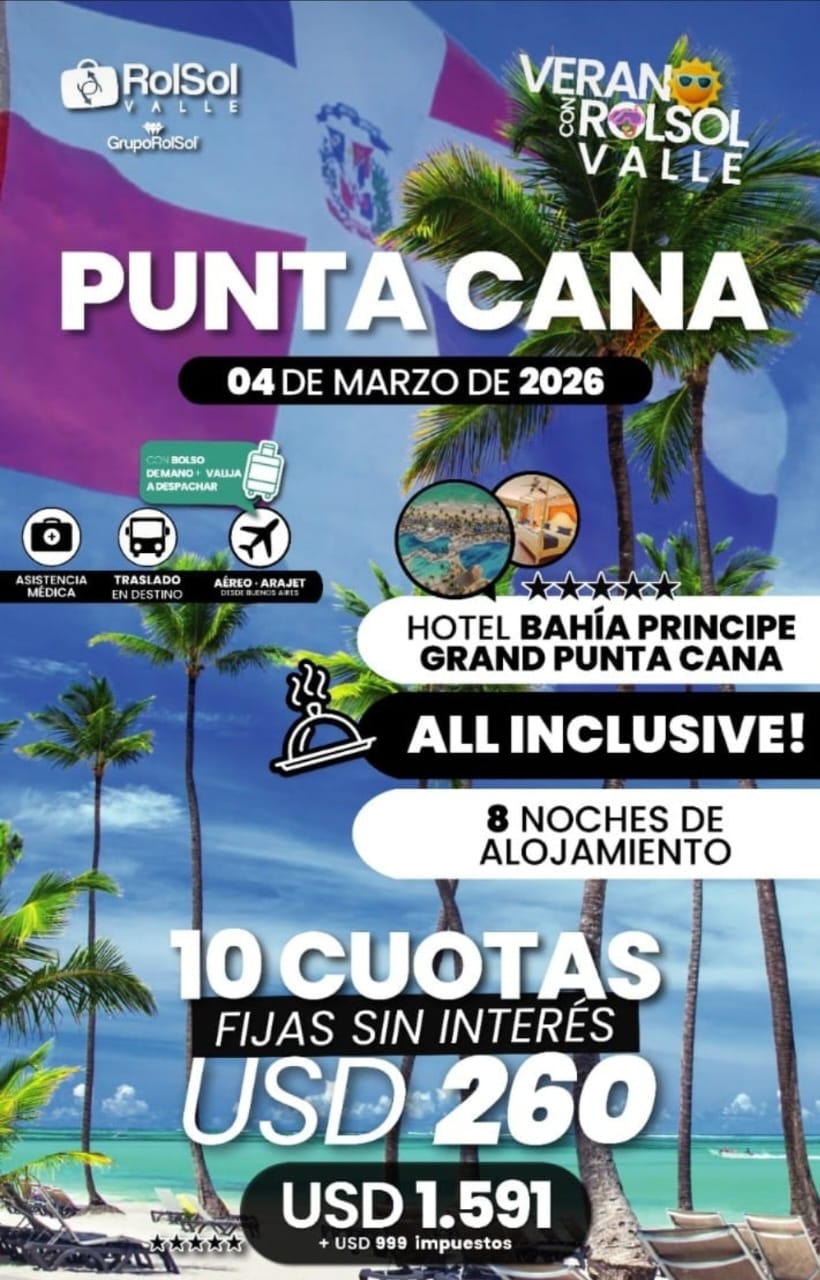 RolSol
VALLE
GrupoRolSol
VERANO
CON
ROLSOL
VALLE
PUNTA CANA
04 DE MARZO DE 2026
CON BOLSO
DE MANO + VALIJA
A DESPACHAR
ASISTENCIA
MÉDICA
TRASLADO
EN DESTINO
AÉREO · ARAJET
DESDE BUENOS AIRES
HOTEL BAHÍA PRINCIPE
GRAND PUNTA CANA
ALL INCLUSIVE!
8 NOCHES DE
ALOJAMIENTO
10 CUOTAS
FIJAS SIN INTERÉS
USD 260
USD 1.591
+ USD 999 impuestos